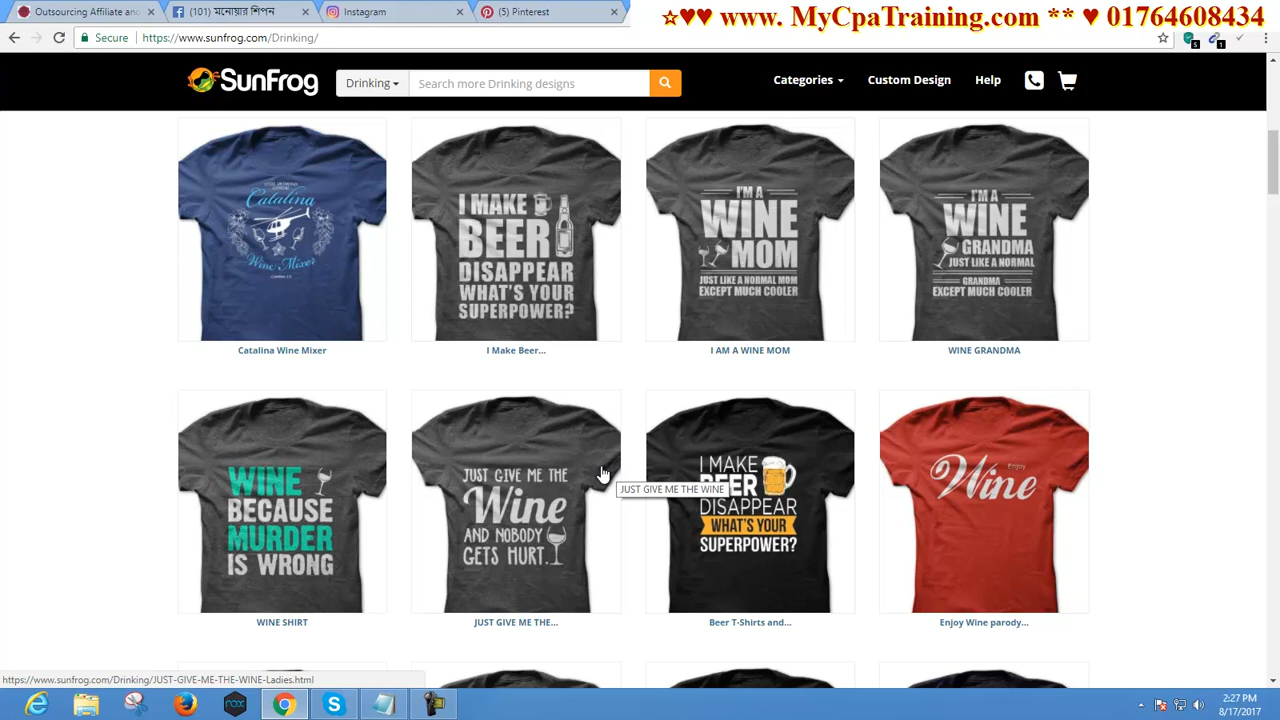 ☆♥♥ www. MyCpaTraining.com ** ♥ 01764608434
Outsourcing Affiliate and
(101) মনোয়ার শিপন
Instagram
(5) Pinterest
Secure
https://www.sunfrog.com/Drinking/
5
1
SunFrog
Drinking
Search more Drinking designs
Categories
Custom Design
Help
Catalina
Wine Mixer
I MAKE
BEER
DISAPPEAR
WHAT'S YOUR
SUPERPOWER?
I'M A
WINE
MOM
JUST LIKE A NORMAL MOM
EXCEPT MUCH COOLER
I'M A
WINE
GRANDMA
JUST LIKE A NORMAL
GRANDMA
EXCEPT MUCH COOLER
Catalina Wine Mixer
I Make Beer...
I AM A WINE MOM
WINE GRANDMA
WINE
BECAUSE
MURDER
IS WRONG
JUST GIVE ME THE
Wine
AND NOBODY
GETS HURT.
JUST GIVE ME THE WINE
I MAKE
BEER
DISAPPEAR
WHAT'S YOUR
SUPERPOWER?
Enjoy
Wine
WINE SHIRT
JUST GIVE ME THE...
Beer T-Shirts and...
Enjoy Wine parody...
https://www.sunfrog.com/Drinking/JUST-GIVE-ME-THE-WINE-Ladies.html
nox
2:27 PM
8/17/2017